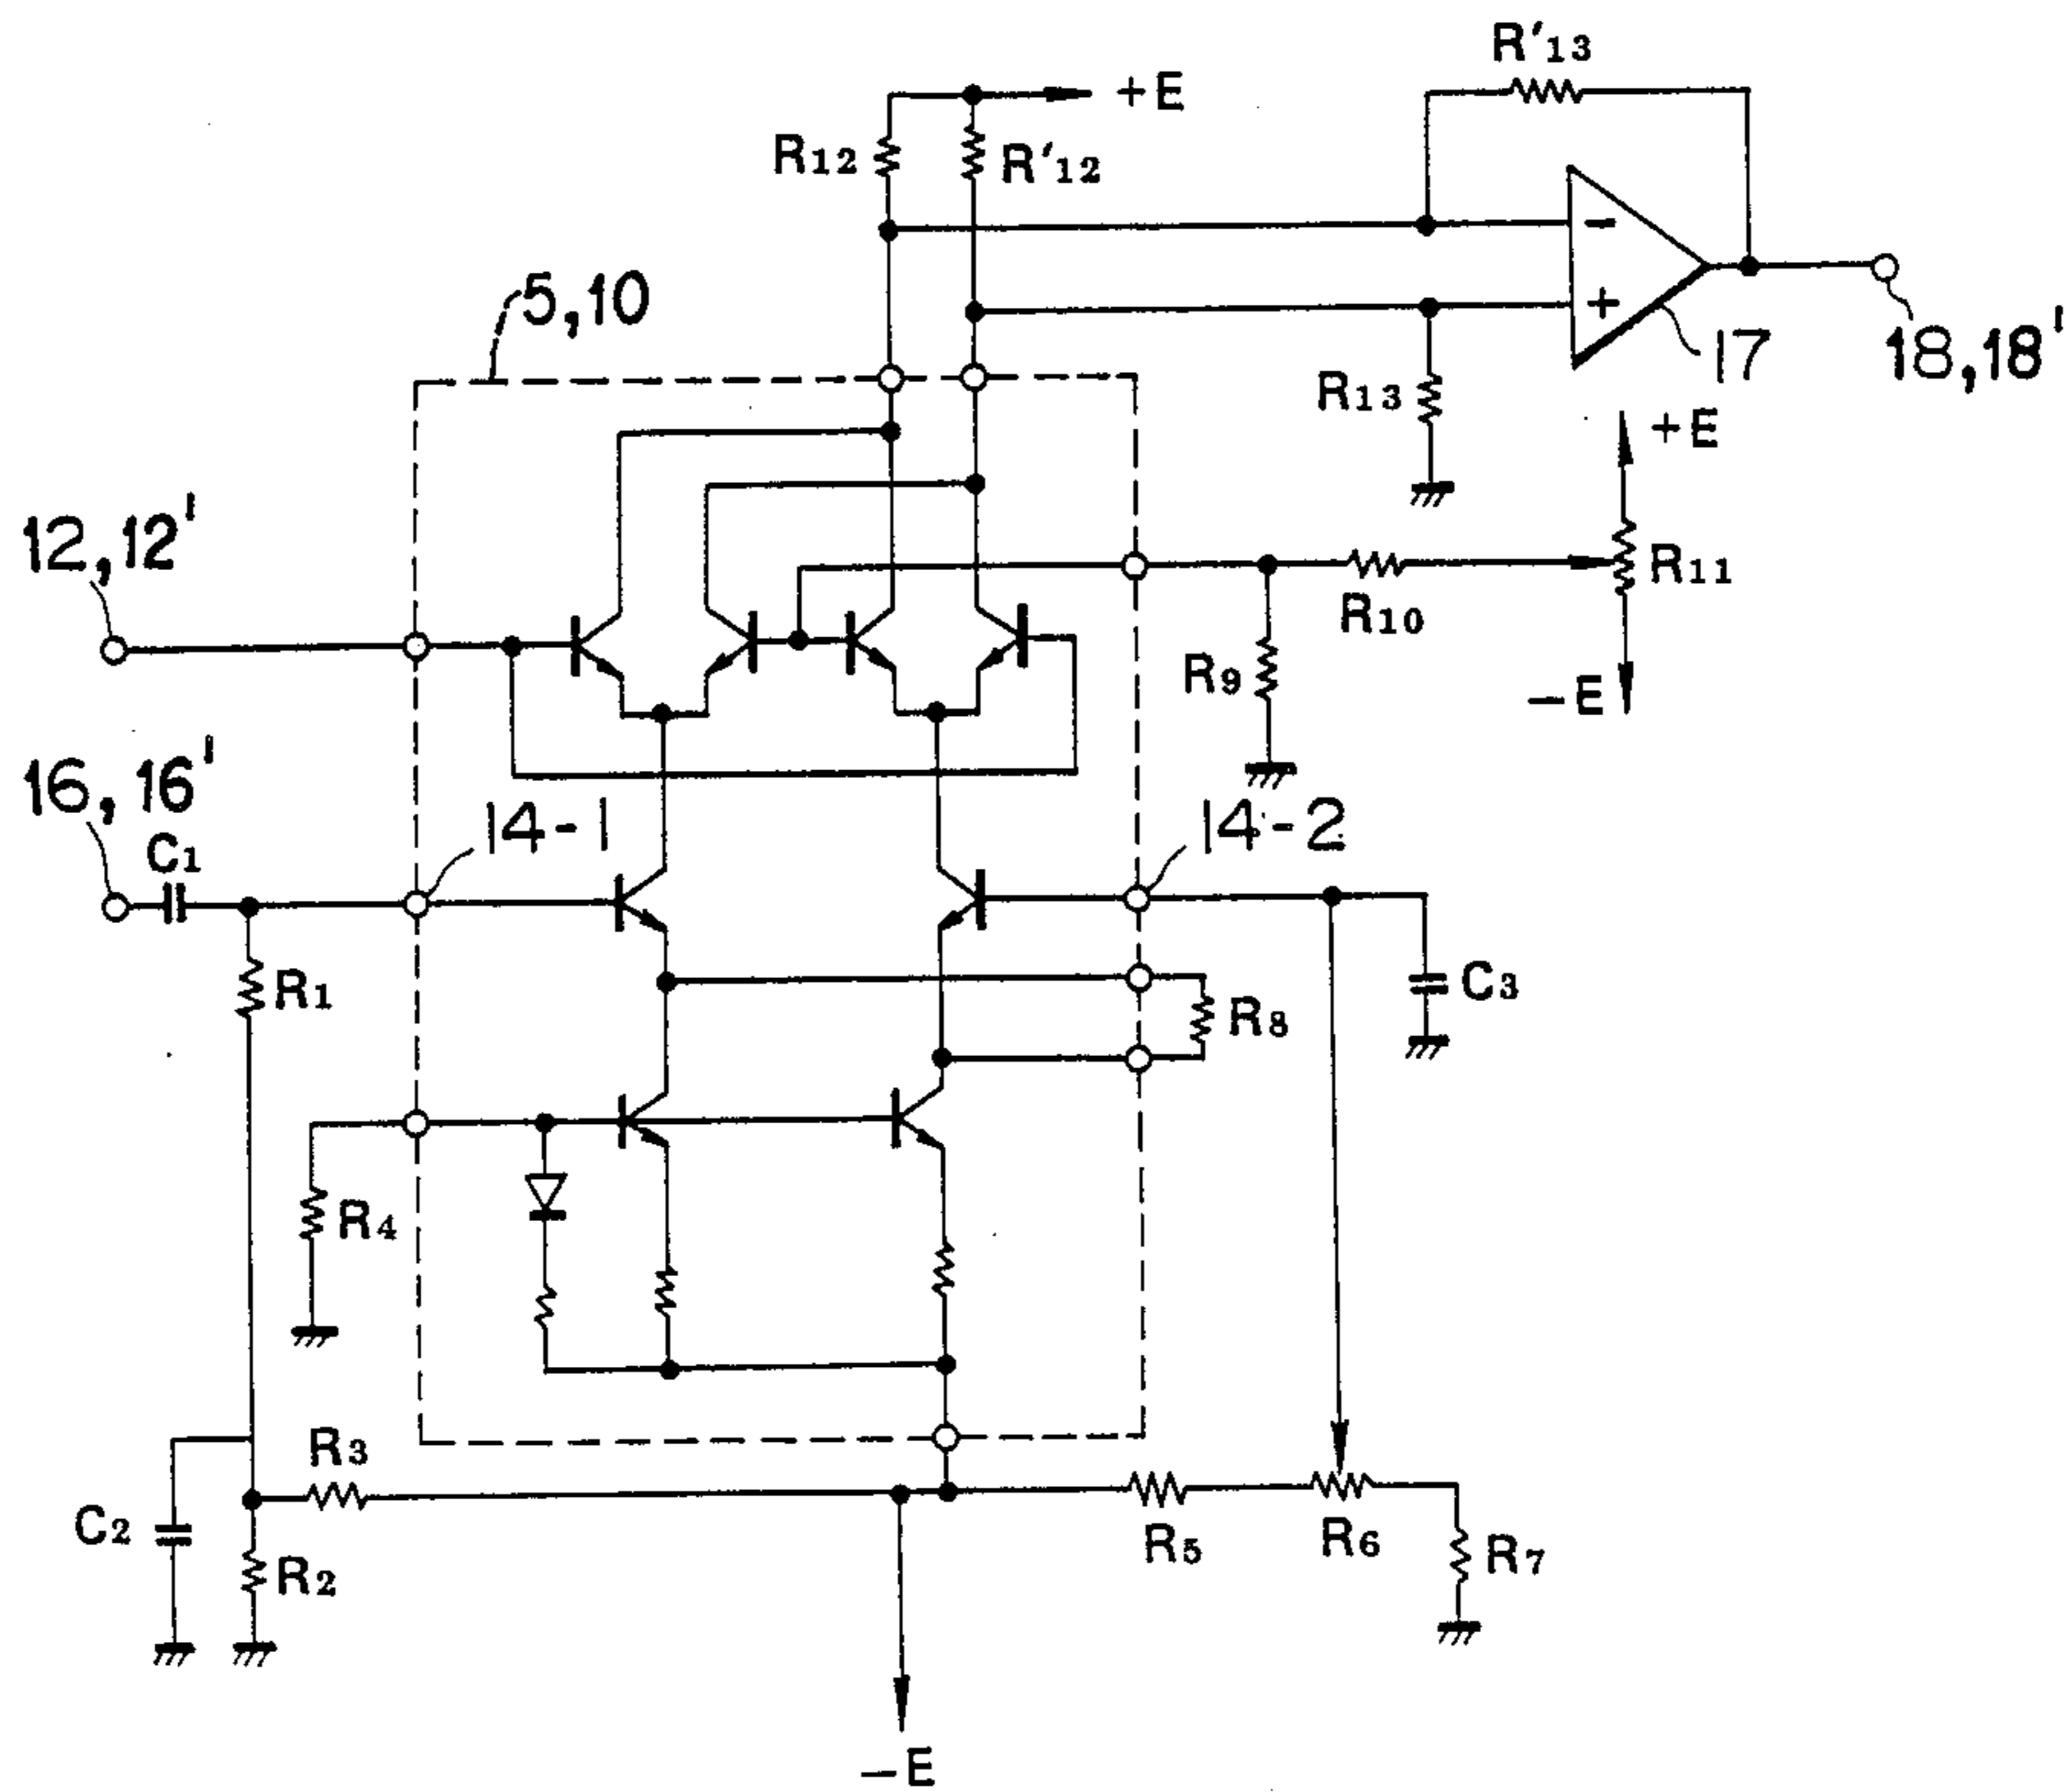 R'13
+E
R12
R'12
-
5,10
+
17
18,18'
R13
+E
12,12'
R11
R10
R9
-E
16,16'
14-1
14-2
C1
R1
C3
R8
R4
R3
C2
R2
R5
R6
R7
-E